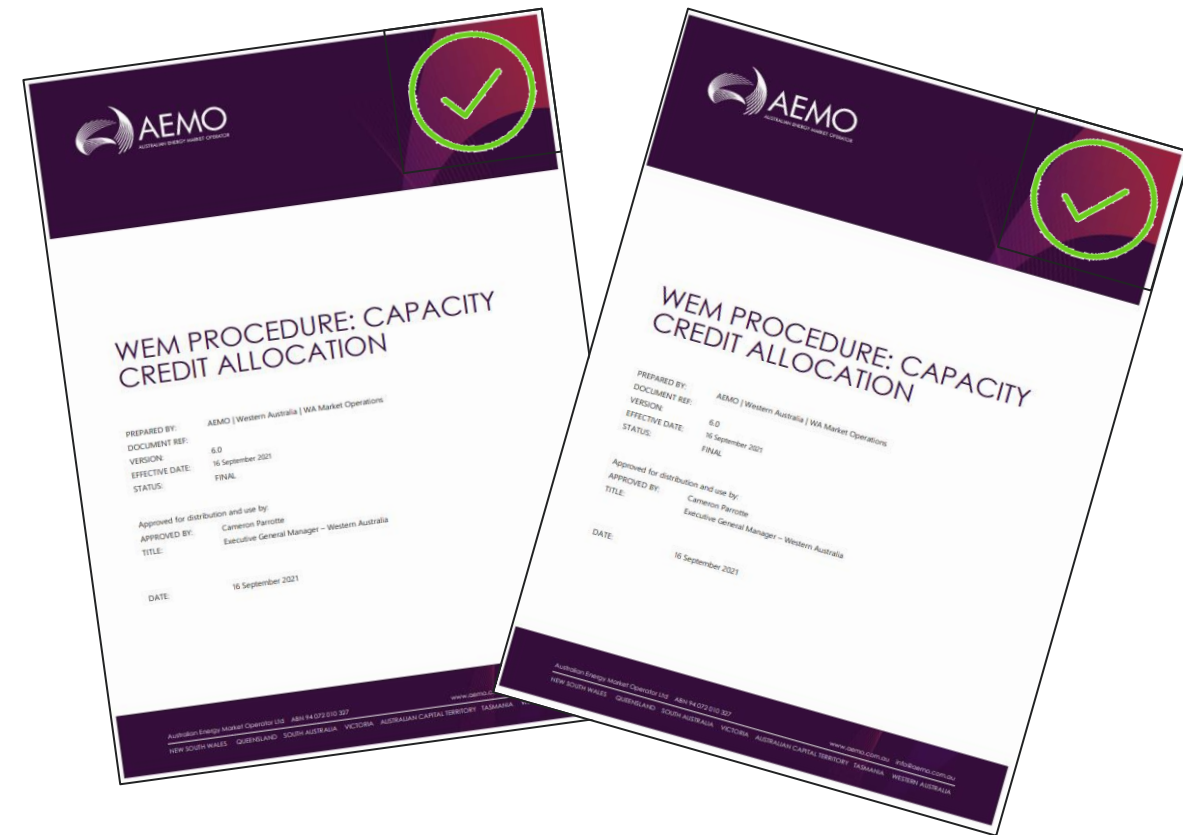 AEMO
AUSTRALIAN ENERGY MARKET OPERATOR
WEM PROCEDURE: CAPACITY
CREDIT ALLOCATION
PREPARED BY: AEMO | Western Australia | WA Market Operations
DOCUMENT REF:
VERSION: 6.0
EFFECTIVE DATE: 16 September 2021
STATUS: FINAL
Approved for distribution and use by:
APPROVED BY: Cameron Parrotte
TITLE: Executive General Manager – Western Australia
DATE: 16 September 2021
Australian Energy Market Operator Ltd ABN 94 072 010 327
www.aemo.c
NEW SOUTH WALES QUEENSLAND SOUTH AUSTRALIA VICTORIA AUSTRALIAN CAPITAL TERRITORY TASMANIA
AEMO
AUSTRALIAN ENERGY MARKET OPERATOR
WEM PROCEDURE: CAPACITY
CREDIT ALLOCATION
PREPARED BY: AEMO | Western Australia | WA Market Operations
DOCUMENT REF:
VERSION: 6.0
EFFECTIVE DATE: 16 September 2021
STATUS: FINAL
Approved for distribution and use by:
APPROVED BY: Cameron Parrotte
TITLE: Executive General Manager – Western Australia
DATE: 16 September 2021
Australian Energy Market Operator Ltd ABN 94 072 010 327
www.aemo.com.au info@aemo.com.au
NEW SOUTH WALES QUEENSLAND SOUTH AUSTRALIA VICTORIA AUSTRALIAN CAPITAL TERRITORY TASMANIA WESTERN AUSTRALIA